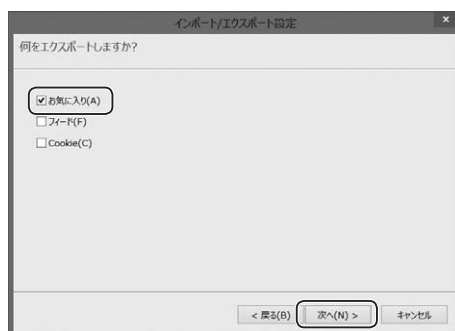 インポート/エクスポート設定
×
何をエクスポートしますか?
お気に入り(A)
フィード(F)
Cookie(C)
< 戻る(B)
次へ(N) >
キャンセル